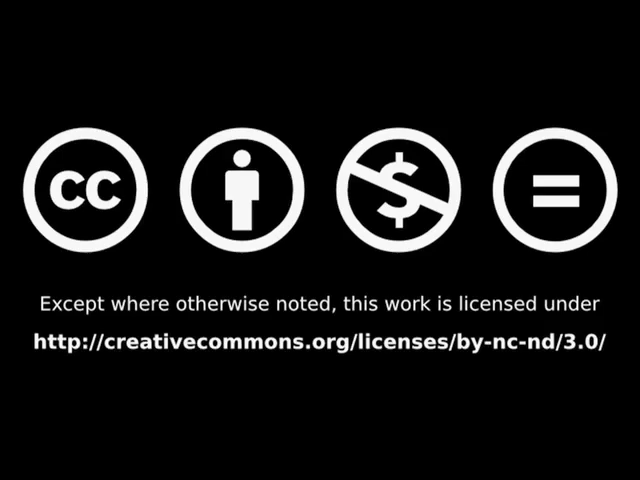 cc
$
=
Except where otherwise noted, this work is licensed under
http://creativecommons.org/licenses/by-nc-nd/3.0/